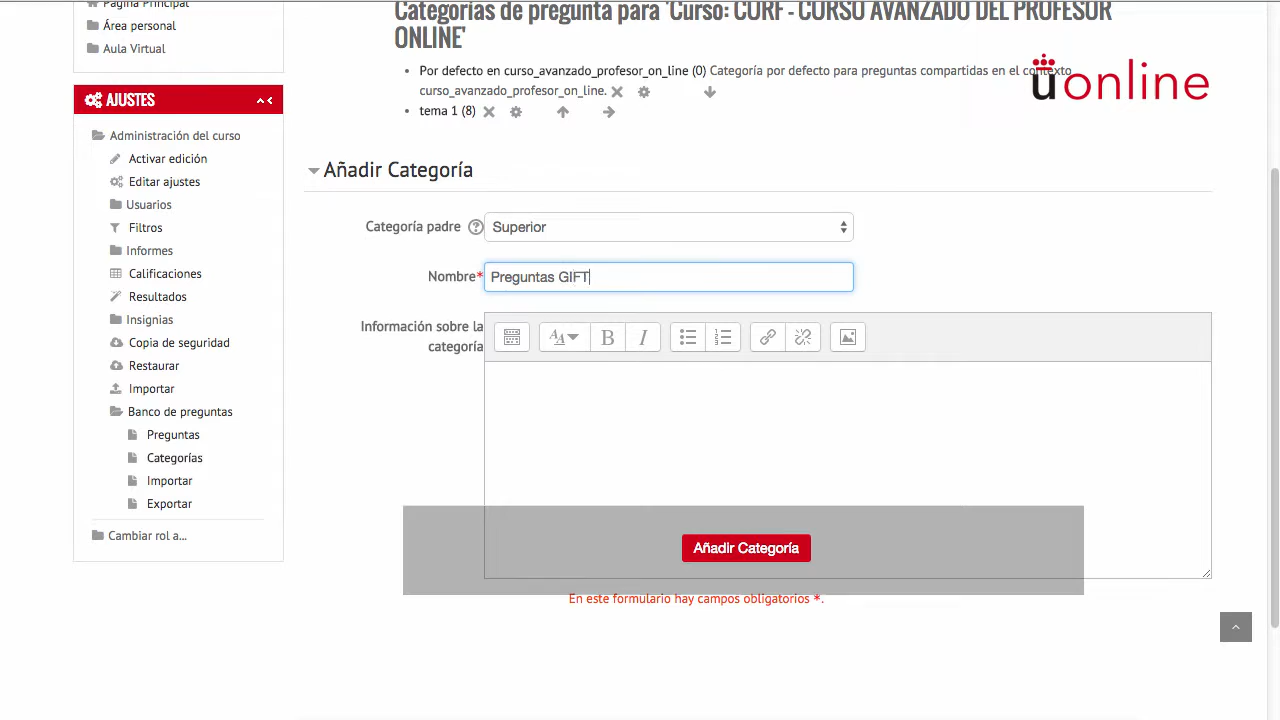 Página Principal
Área personal
Aula Virtual
AJUSTES
Administración del curso
Activar edición
Editar ajustes
Usuarios
Filtros
Informes
Calificaciones
Resultados
Insignias
Copia de seguridad
Restaurar
Importar
Banco de preguntas
Preguntas
Categorías
Importar
Exportar
Cambiar rol a...
Categorías de pregunta para 'Curso: CORF - CURSO AVANZADO DEL PROFESOR
ONLINE'
Por defecto en curso_avanzado_profesor_on_line (0) Categoría por defecto para preguntas compartidas en el contexto
curso_avanzado_profesor_on_line.
tema 1 (8)
uonline
Añadir Categoría
Categoría padre
Superior
Nombre*
Preguntas GIFT
Información sobre la
categoría
Añadir Categoría
En este formulario hay campos obligatorios *.